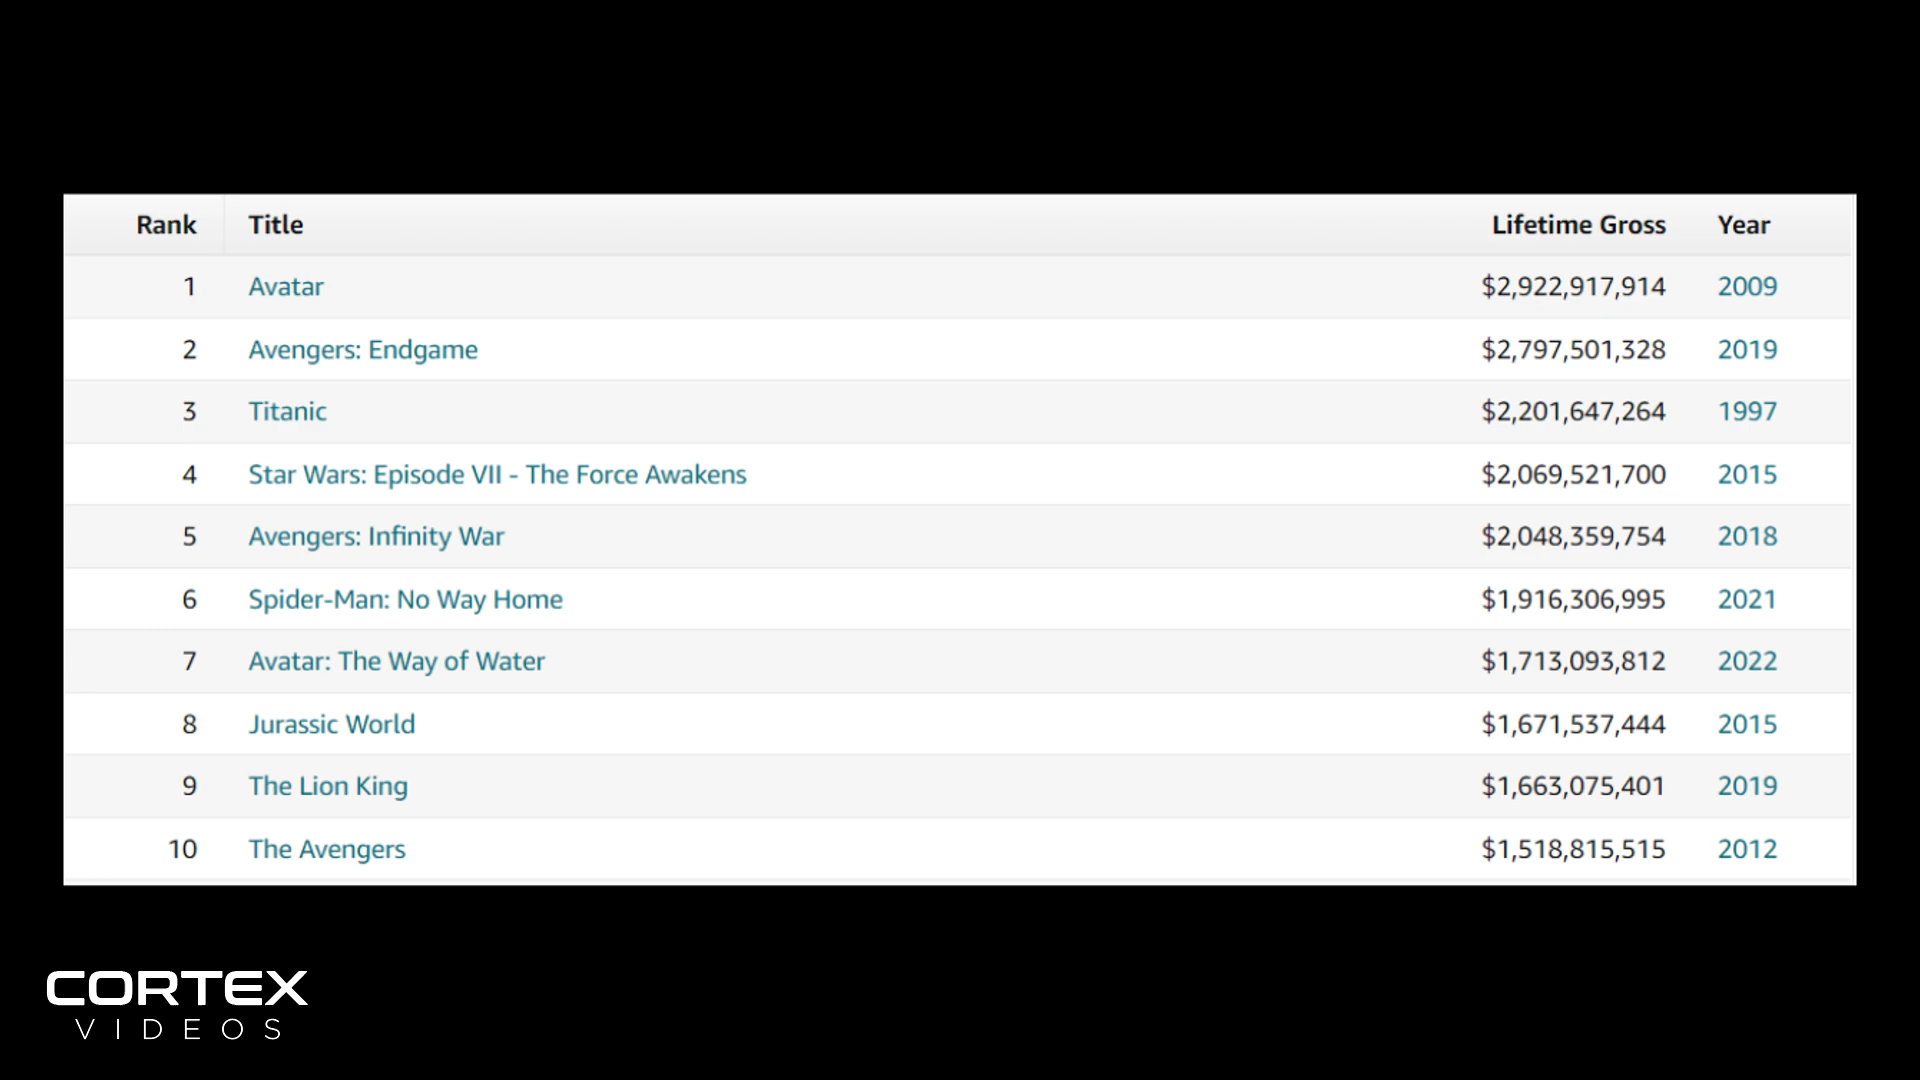 Rank Title Lifetime Gross Year
1 Avatar $2,922,917,914 2009
2 Avengers: Endgame $2,797,501,328 2019
3 Titanic $2,201,647,264 1997
4 Star Wars: Episode VII - The Force Awakens $2,069,521,700 2015
5 Avengers: Infinity War $2,048,359,754 2018
6 Spider-Man: No Way Home $1,916,306,995 2021
7 Avatar: The Way of Water $1,713,093,812 2022
8 Jurassic World $1,671,537,444 2015
9 The Lion King $1,663,075,401 2019
10 The Avengers $1,518,815,515 2012
CORTEX
VIDEOS